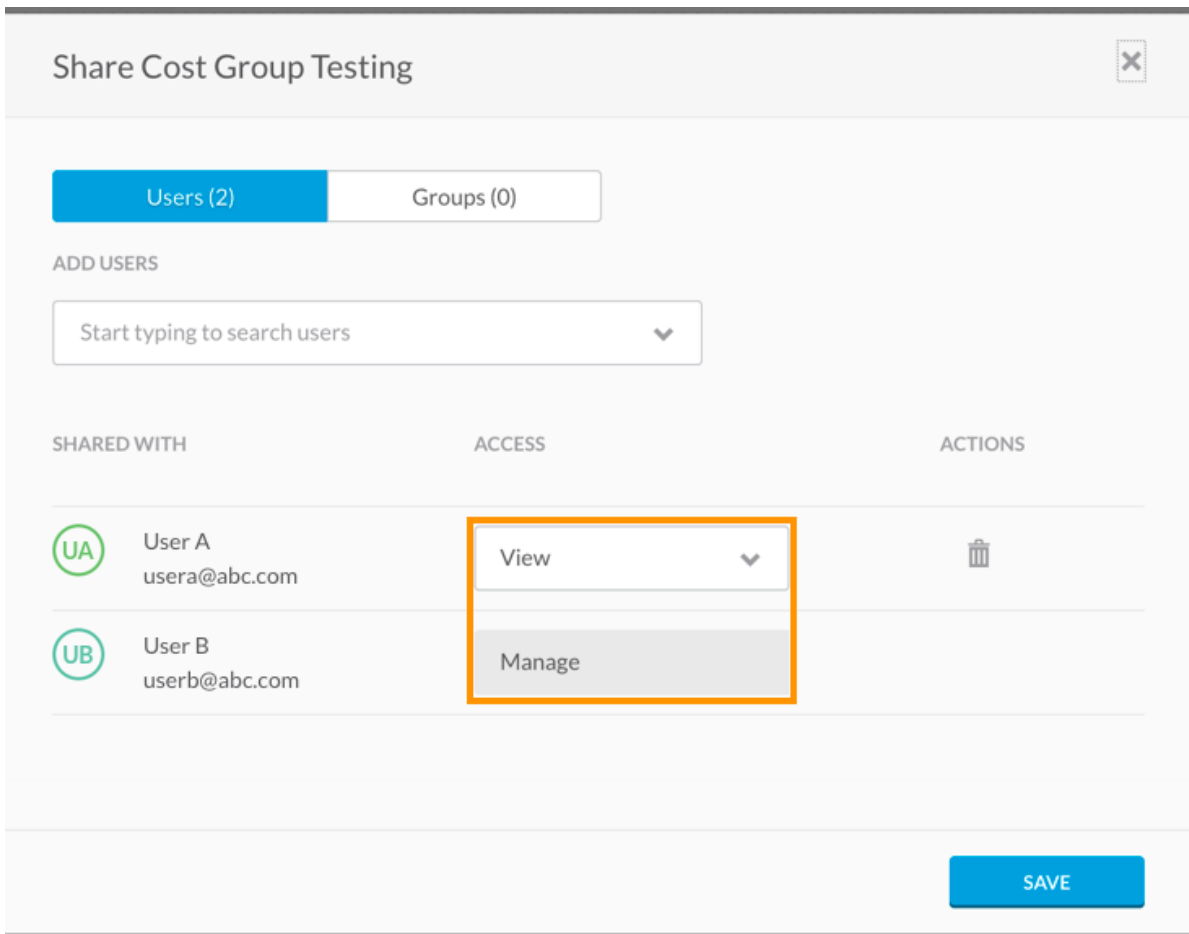 Share Cost Group Testing
Users (2)
Groups (0)
ADD USERS
Start typing to search users
SHARED WITH
ACCESS
ACTIONS
UA
User A
usera@abc.com
View
UB
User B
userb@abc.com
Manage
SAVE